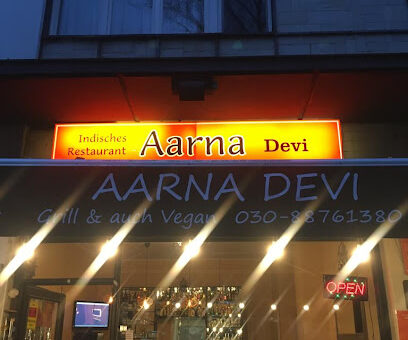 Indisches
Restaurant
Aarna Devi
AARNA DEVI
Grill & auch Vegan 030-88761380
OPEN